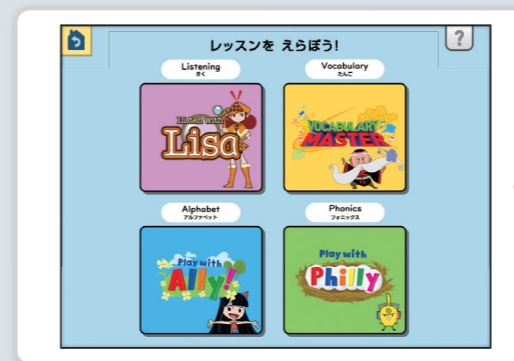 レッスンを えらぼう!
?
Listening
きく
Vocabulary
たんご
Listen with
Lisa
VOCABULARY
MASTER
Alphabet
アルファベット
Phonics
フォニックス
Play with
Ally!
Play with
Philly